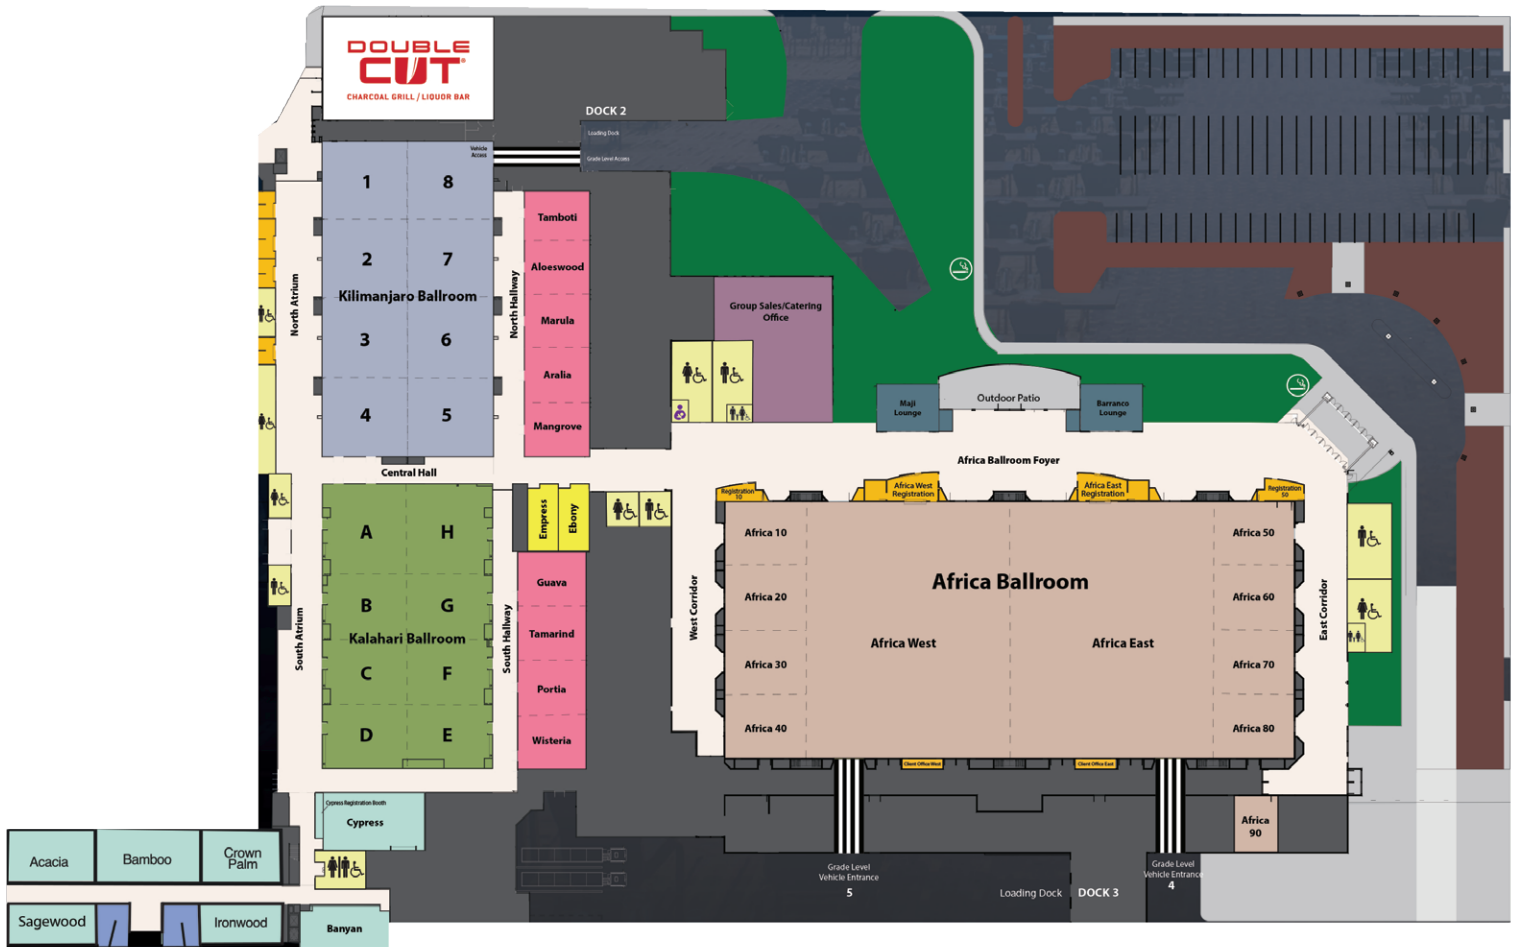 DOUBLE
CUT
CHARCOAL GRILL / LIQUOR BAR
DOCK 2
Loading Dock
Grade Level Access
Vehicle
Access
1
8
2
7
Kilimanjaro Ballroom
3
6
4
5
North Atrium
North Hallway
Tamboti
Aloeswood
Marula
Aralia
Mangrove
Group Sales/Catering
Office
Maji
Lounge
Outdoor Patio
Barranco
Lounge
Central Hall
Africa Ballroom Foyer
Registration
10
Africa West
Registration
Africa East
Registration
Registration
50
A
H
B
G
Kalahari Ballroom
C
F
D
E
South Atrium
South Hallway
Empress
Ebony
Guava
Tamarind
Portia
Wisteria
West Corridor
Africa 10
Africa 20
Africa 30
Africa 40
Africa Ballroom
Africa West
Africa East
Africa 50
Africa 60
Africa 70
Africa 80
East Corridor
Client Office West
Client Office East
Cypress Registration Booth
Cypress
Africa
90
Grade Level
Vehicle Entrance
5
Grade Level
Vehicle Entrance
4
Loading Dock
DOCK 3
Acacia
Bamboo
Crown
Palm
Sagewood
Ironwood
Banyan